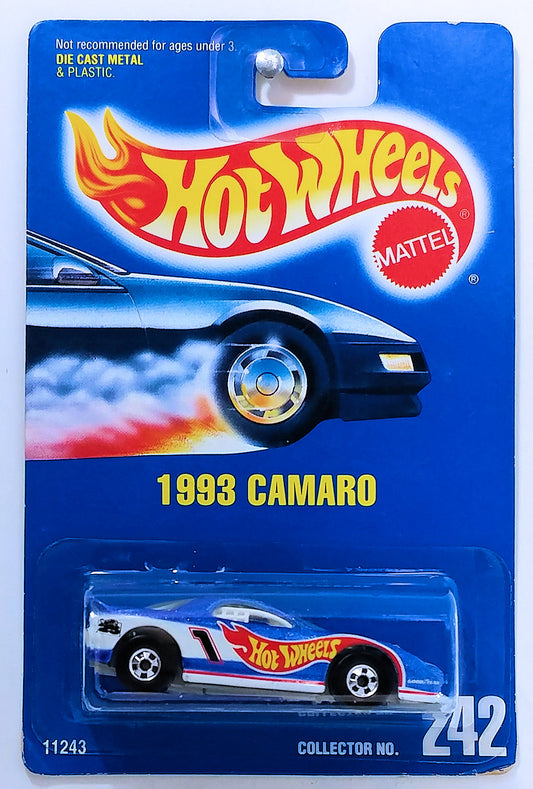 Not recommended for ages under 3.
DIE CAST METAL
& PLASTIC.
HOT WHEELS ®
MATTEL
®
1993 CAMARO
1
HOT WHEELS
11243
COLLECTOR NO.
242